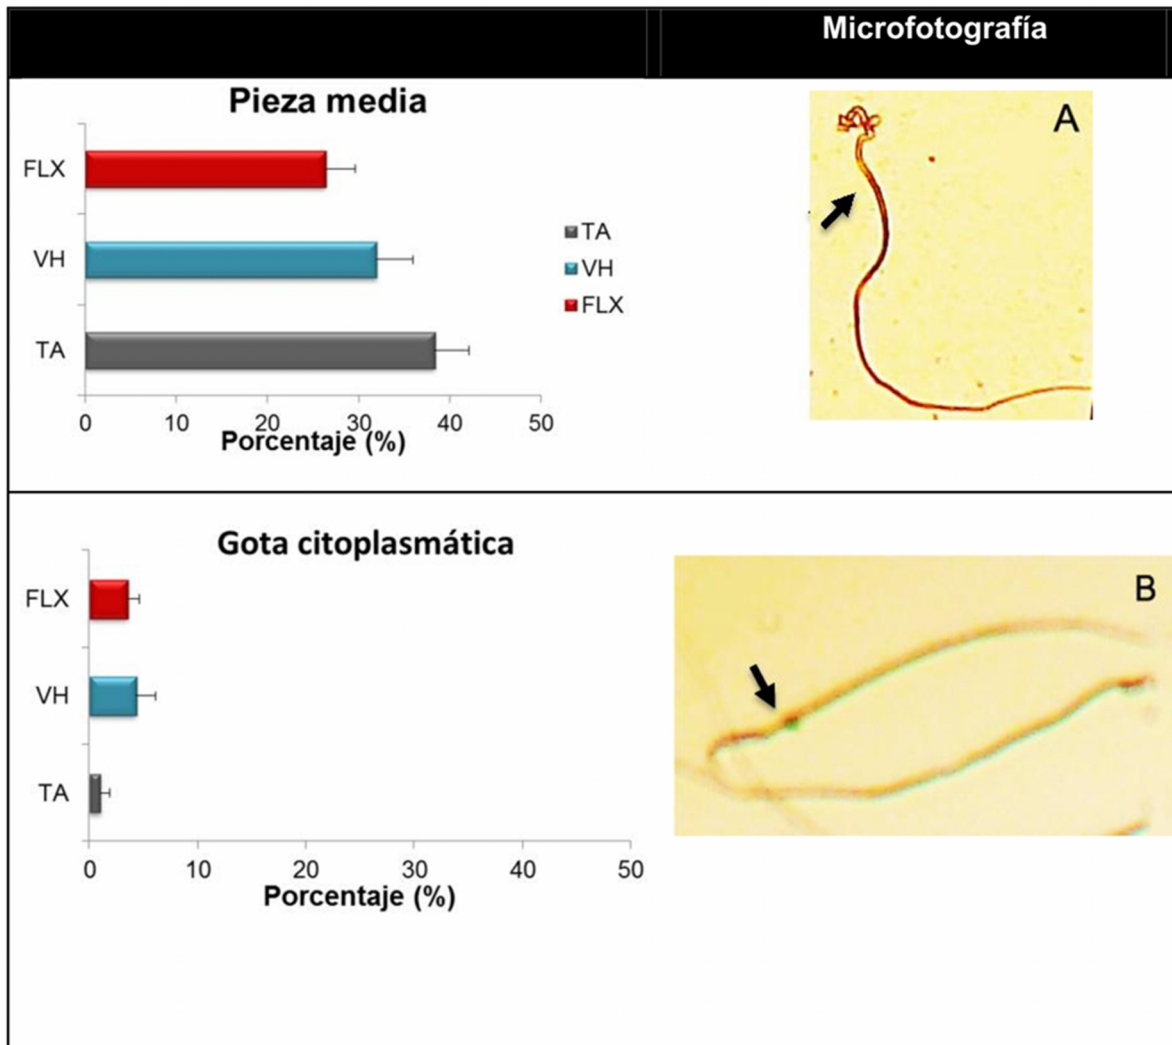 Microfotografía
Pieza media
FLX
VH
TA
0 10 20 30 40 50
Porcentaje (%)
TA
VH
FLX
A
Gota citoplasmática
FLX
VH
TA
0 10 20 30 40 50
Porcentaje (%)
B